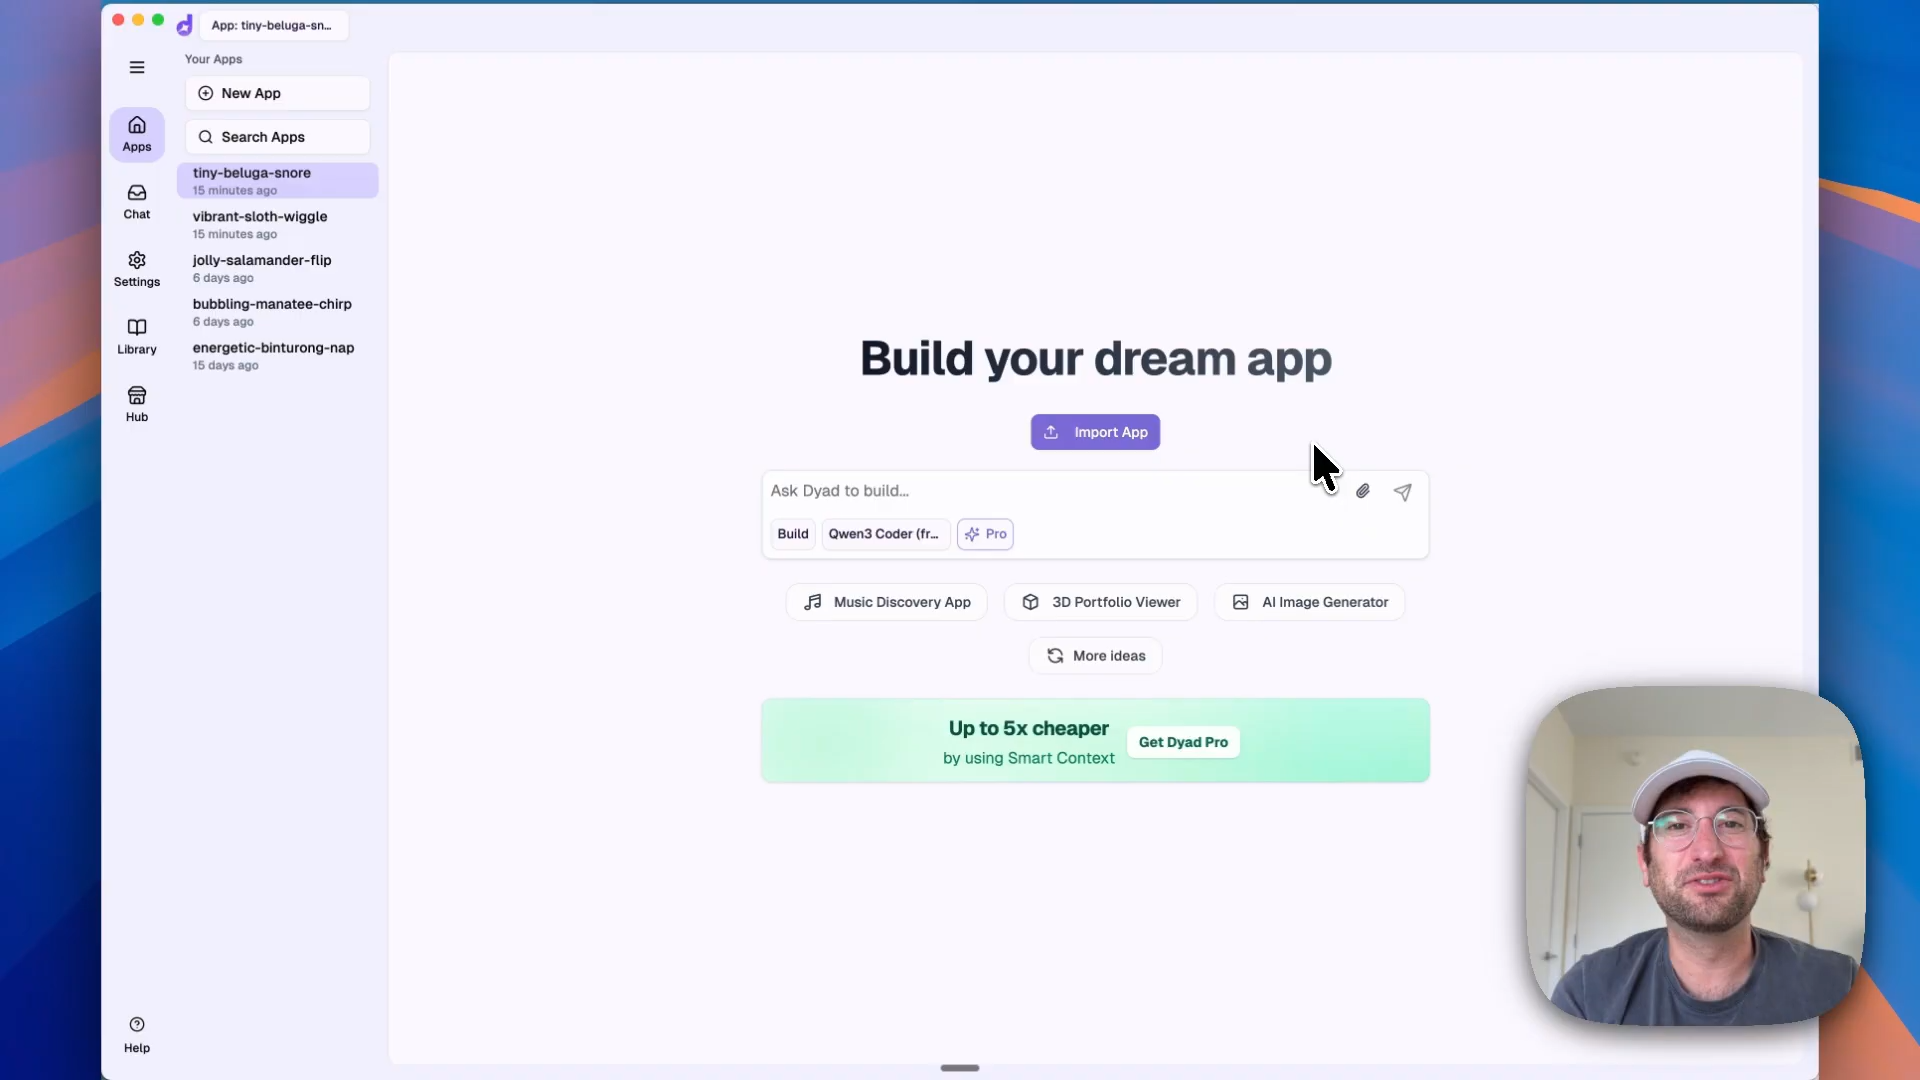 App: tiny-beluga-sn...
Your Apps
New App
Search Apps
Apps
Chat
Settings
Library
Hub
Help
tiny-beluga-snore
15 minutes ago
vibrant-sloth-wiggle
15 minutes ago
jolly-salamander-flip
6 days ago
bubbling-manatee-chirp
6 days ago
energetic-binturong-nap
15 days ago
Build your dream app
Import App
Ask Dyad to build...
Build
Qwen3 Coder (fr...
Pro
Music Discovery App
3D Portfolio Viewer
AI Image Generator
More ideas
Up to 5x cheaper
by using Smart Context
Get Dyad Pro